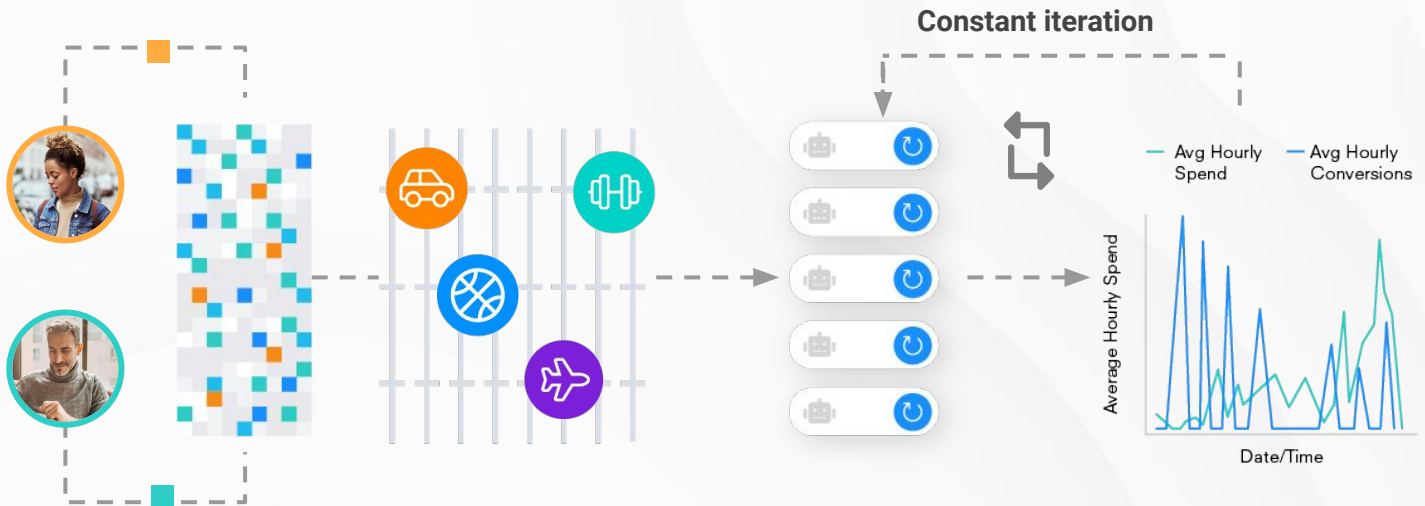 Constant iteration
Avg Hourly
Spend
Avg Hourly
Conversions
Average Hourly Spend
Date/Time